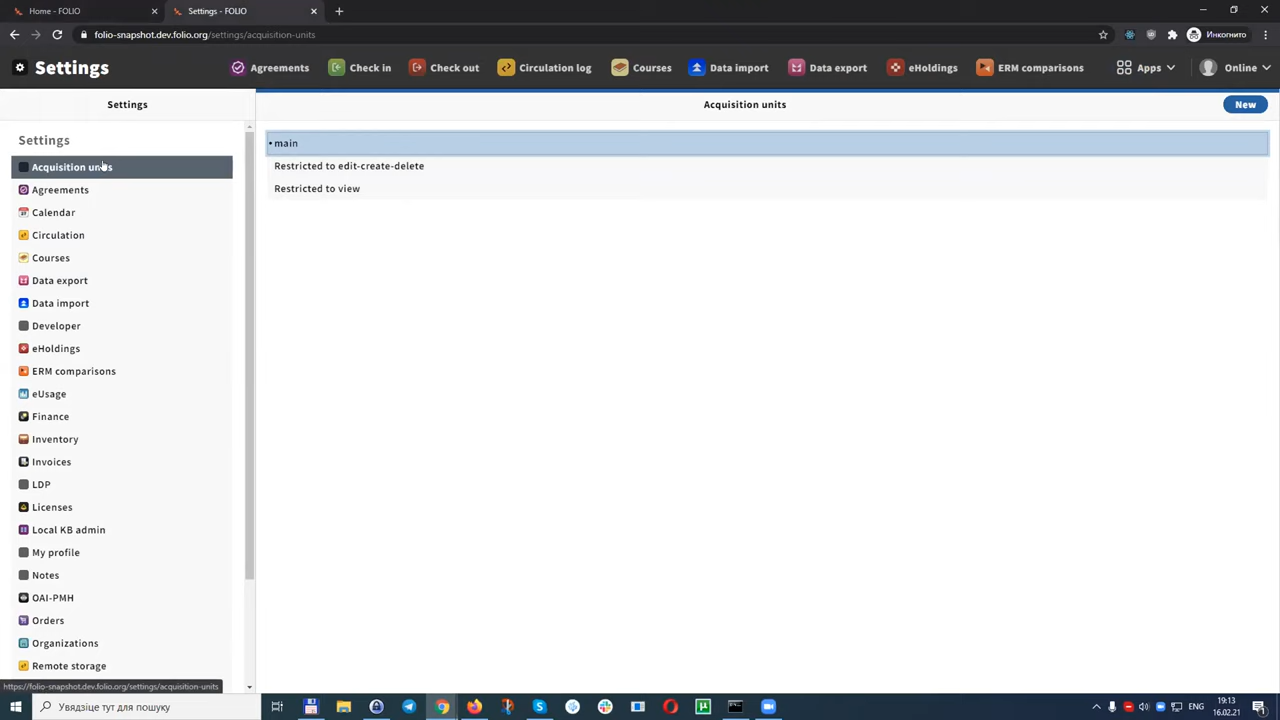 Home - FOLIO
Settings - FOLIO
folio-snapshot.dev.folio.org/settings/acquisition-units
Инкогнито
Settings
Agreements
Check in
Check out
Circulation log
Courses
Data import
Data export
eHoldings
ERM comparisons
Apps
Online
Settings
Acquisition units
New
Settings
Acquisition units
Agreements
Calendar
Circulation
Courses
Data export
Data import
Developer
eHoldings
ERM comparisons
eUsage
Finance
Inventory
Invoices
LDP
Licenses
Local KB admin
My profile
Notes
OAI-PMH
Orders
Organizations
Remote storage
• main
Restricted to edit-create-delete
Restricted to view
https://folio-snapshot.dev.folio.org/settings/acquisition-units
Увядзіце тут для пошуку
ENG
19:13
16.02.21